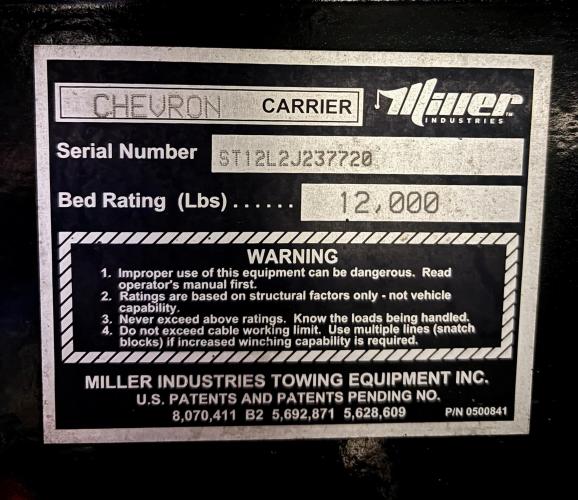 CHEVRON CARRIER
Miller
INDUSTRIES™
Serial Number ST12L2J237720
Bed Rating (Lbs) ...... 12,000
WARNING
1. Improper use of this equipment can be dangerous. Read
operator's manual first.
2. Ratings are based on structural factors only - not vehicle
capability.
3. Never exceed above ratings. Know the loads being handled.
4. Do not exceed cable working limit. Use multiple lines (snatch
blocks) if increased winching capability is required.
MILLER INDUSTRIES TOWING EQUIPMENT INC.
U.S. PATENTS AND PATENTS PENDING NO.
8,070,411 B2 5,692,871 5,628,609 P/N 0500841